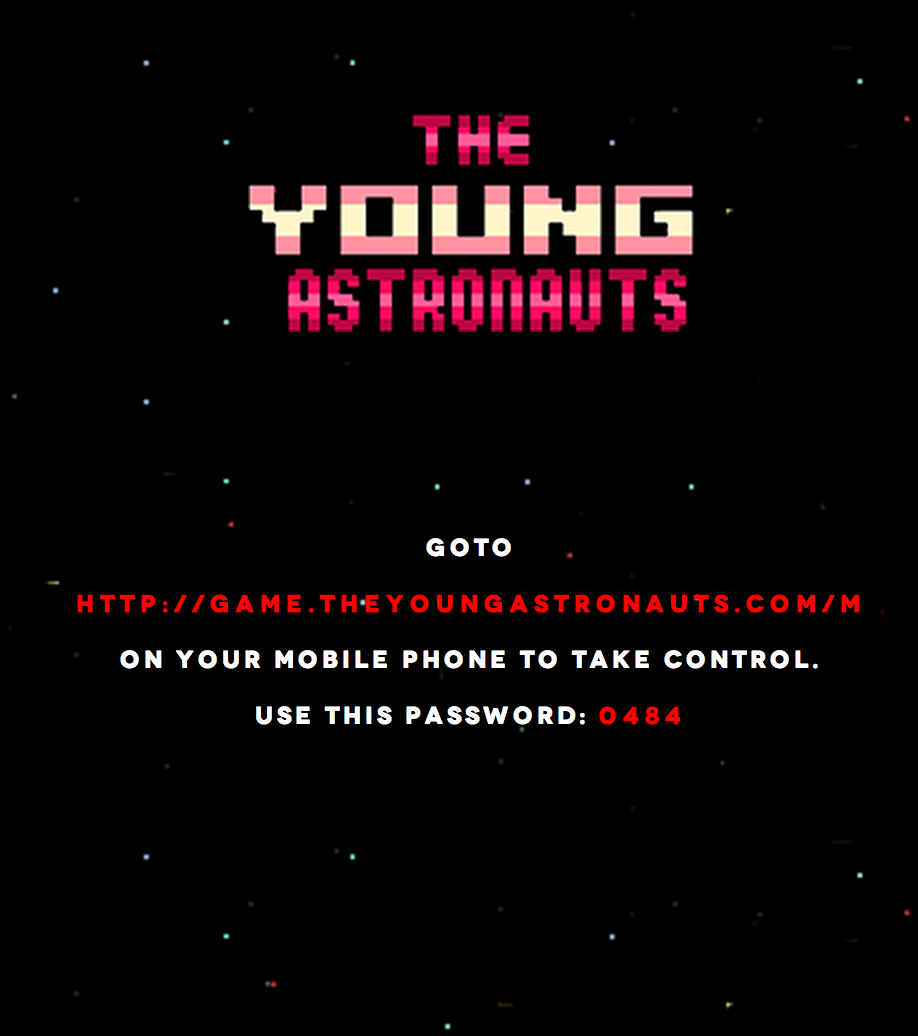 THE
YOUNG
ASTRONAUTS
GOTO
HTTP://GAME.THEYOUNGASTRONAUTS.COM/M
ON YOUR MOBILE PHONE TO TAKE CONTROL.
USE THIS PASSWORD: 0484